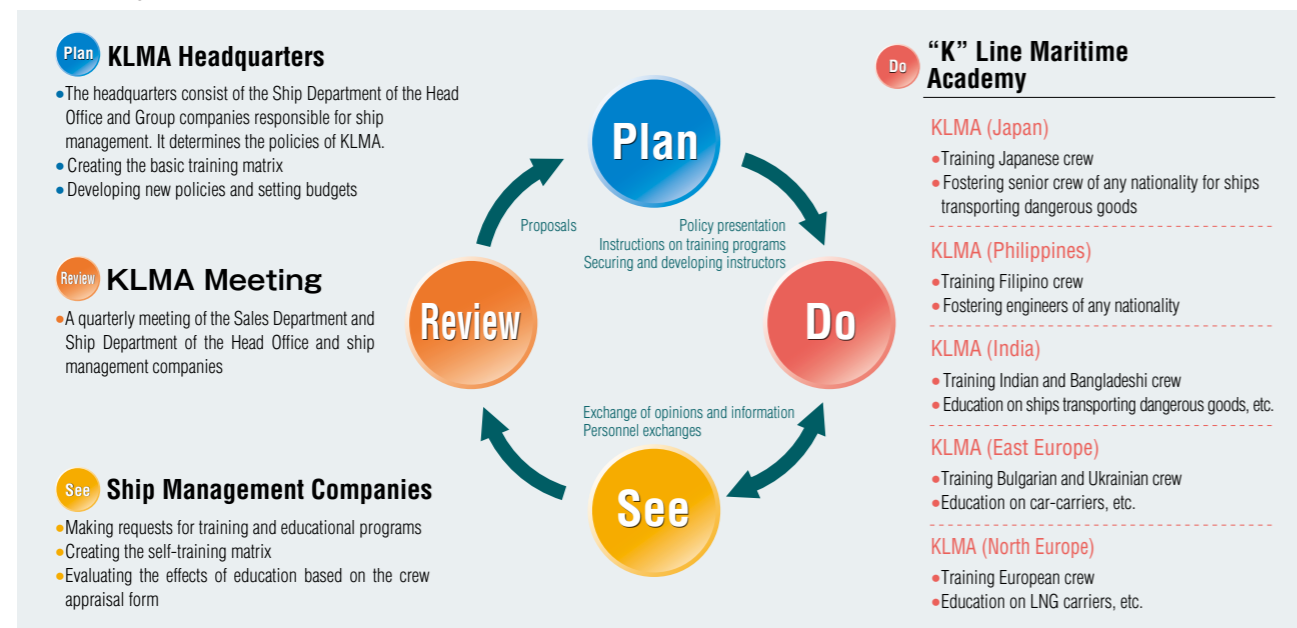 Plan KLMA Headquarters
•The headquarters consist of the Ship Department of the Head
Office and Group companies responsible for ship
management. It determines the policies of KLMA.
• Creating the basic training matrix
• Developing new policies and setting budgets
Review KLMA Meeting
•A quarterly meeting of the Sales Department and
Ship Department of the Head Office and ship
management companies
See Ship Management Companies
•Making requests for training and educational programs
•Creating the self-training matrix
•Evaluating the effects of education based on the crew
appraisal form
Plan
Proposals
Policy presentation
Instructions on training programs
Securing and developing instructors
Review
Do
Exchange of opinions and information
Personnel exchanges
See
Do “K” Line Maritime
Academy
KLMA (Japan)
•Training Japanese crew
•Fostering senior crew of any nationality for ships
transporting dangerous goods
KLMA (Philippines)
•Training Filipino crew
•Fostering engineers of any nationality
KLMA (India)
• Training Indian and Bangladeshi crew
• Education on ships transporting dangerous goods, etc.
KLMA (East Europe)
•Training Bulgarian and Ukrainian crew
•Education on car-carriers, etc.
KLMA (North Europe)
•Training European crew
•Education on LNG carriers, etc.